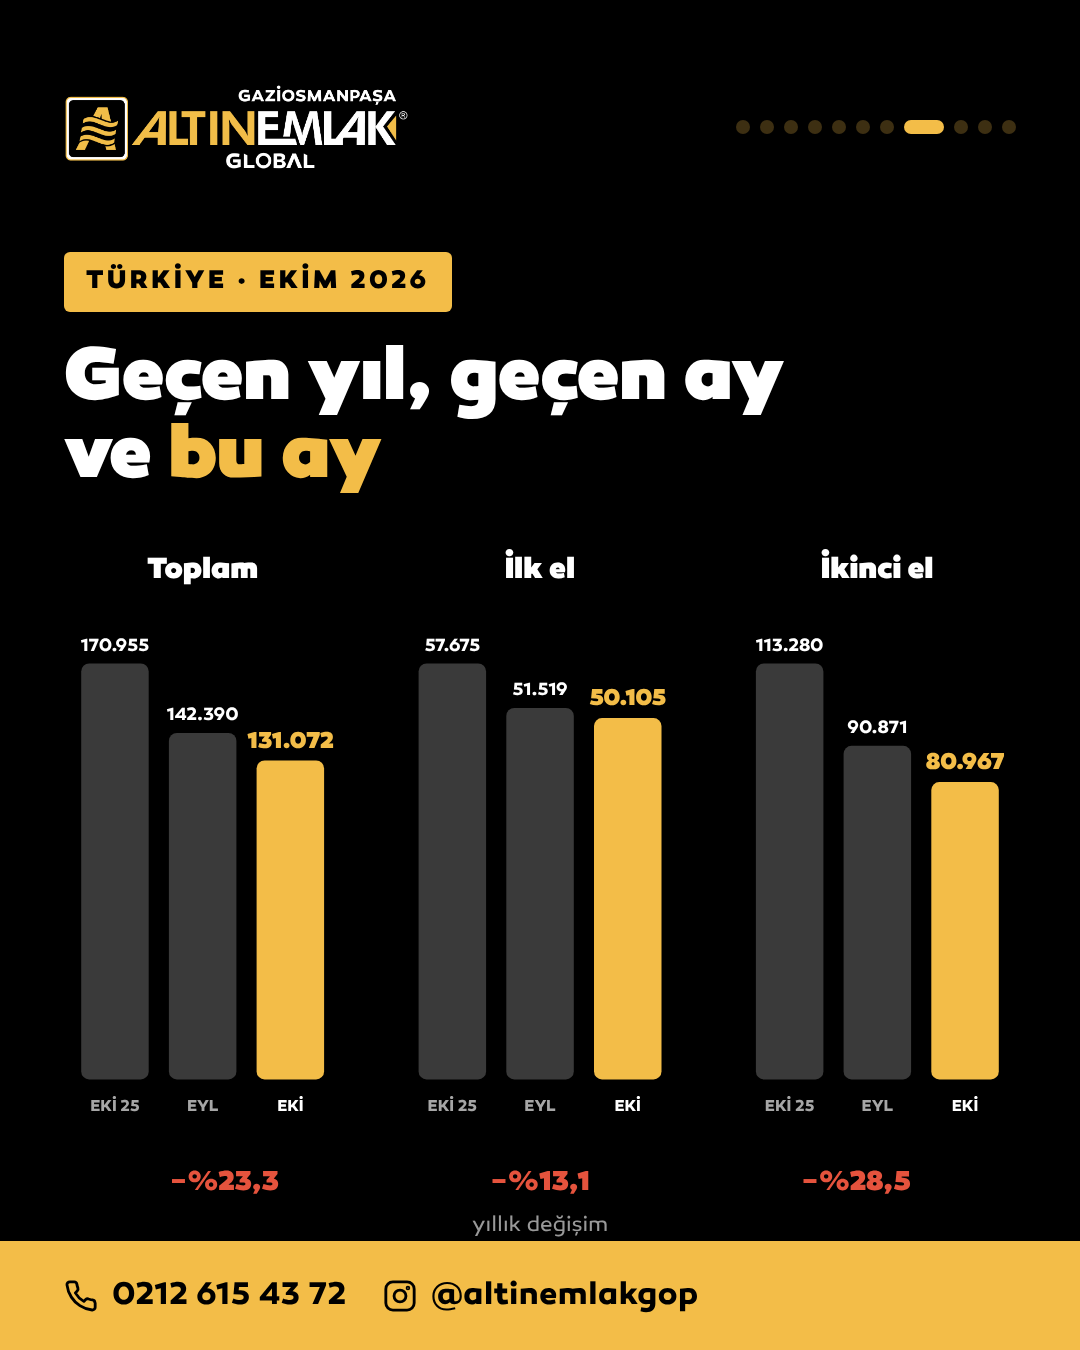 GAZİOSMANPAŞA
ALTINEMLAK®
GLOBAL
TÜRKİYE · EKİM 2026
Geçen yıl, geçen ay
ve bu ay
Toplam İlk el İkinci el
170.955 142.390 131.072 57.675 51.519 50.105 113.280 90.871 80.967
EKİ 25 EYL EKİ EKİ 25 EYL EKİ EKİ 25 EYL EKİ
−%23,3 −%13,1 −%28,5
yıllık değişim
0212 615 43 72 @altinemlakgop